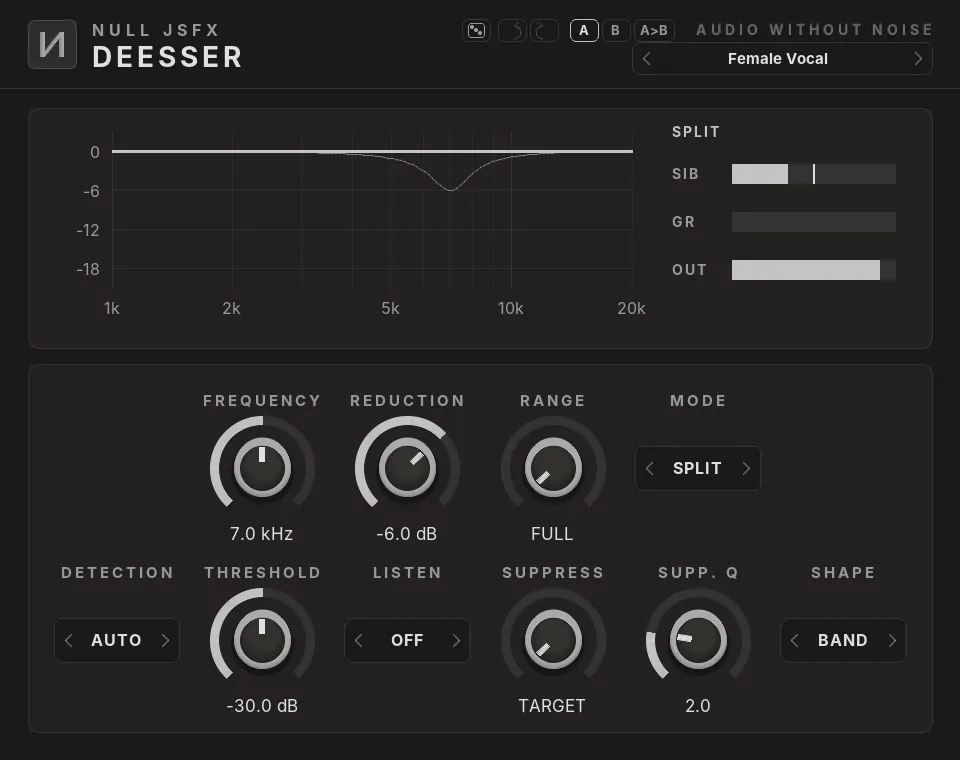 NULL JSFX
DEESSER
A B A>B AUDIO WITHOUT NOISE
Female Vocal
SPLIT
0
-6
-12
-18
1k 2k 5k 10k 20k
SIB
GR
OUT
FREQUENCY REDUCTION RANGE MODE
SPLIT
7.0 kHz -6.0 dB FULL
DETECTION THRESHOLD LISTEN SUPPRESS SUPP. Q SHAPE
AUTO OFF BAND
-30.0 dB TARGET 2.0